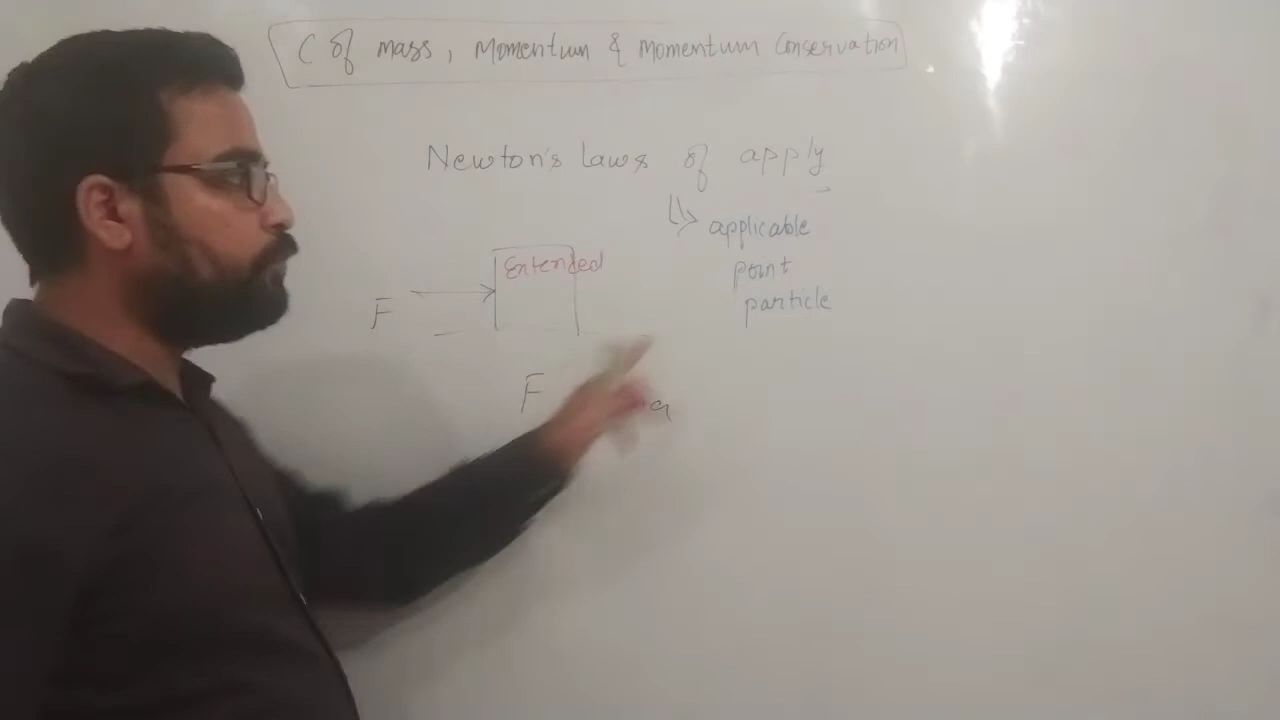 C of mass, Momentum & Momentum Conservation
Newton's laws of apply
applicable
point
particle
Extended
F
F a